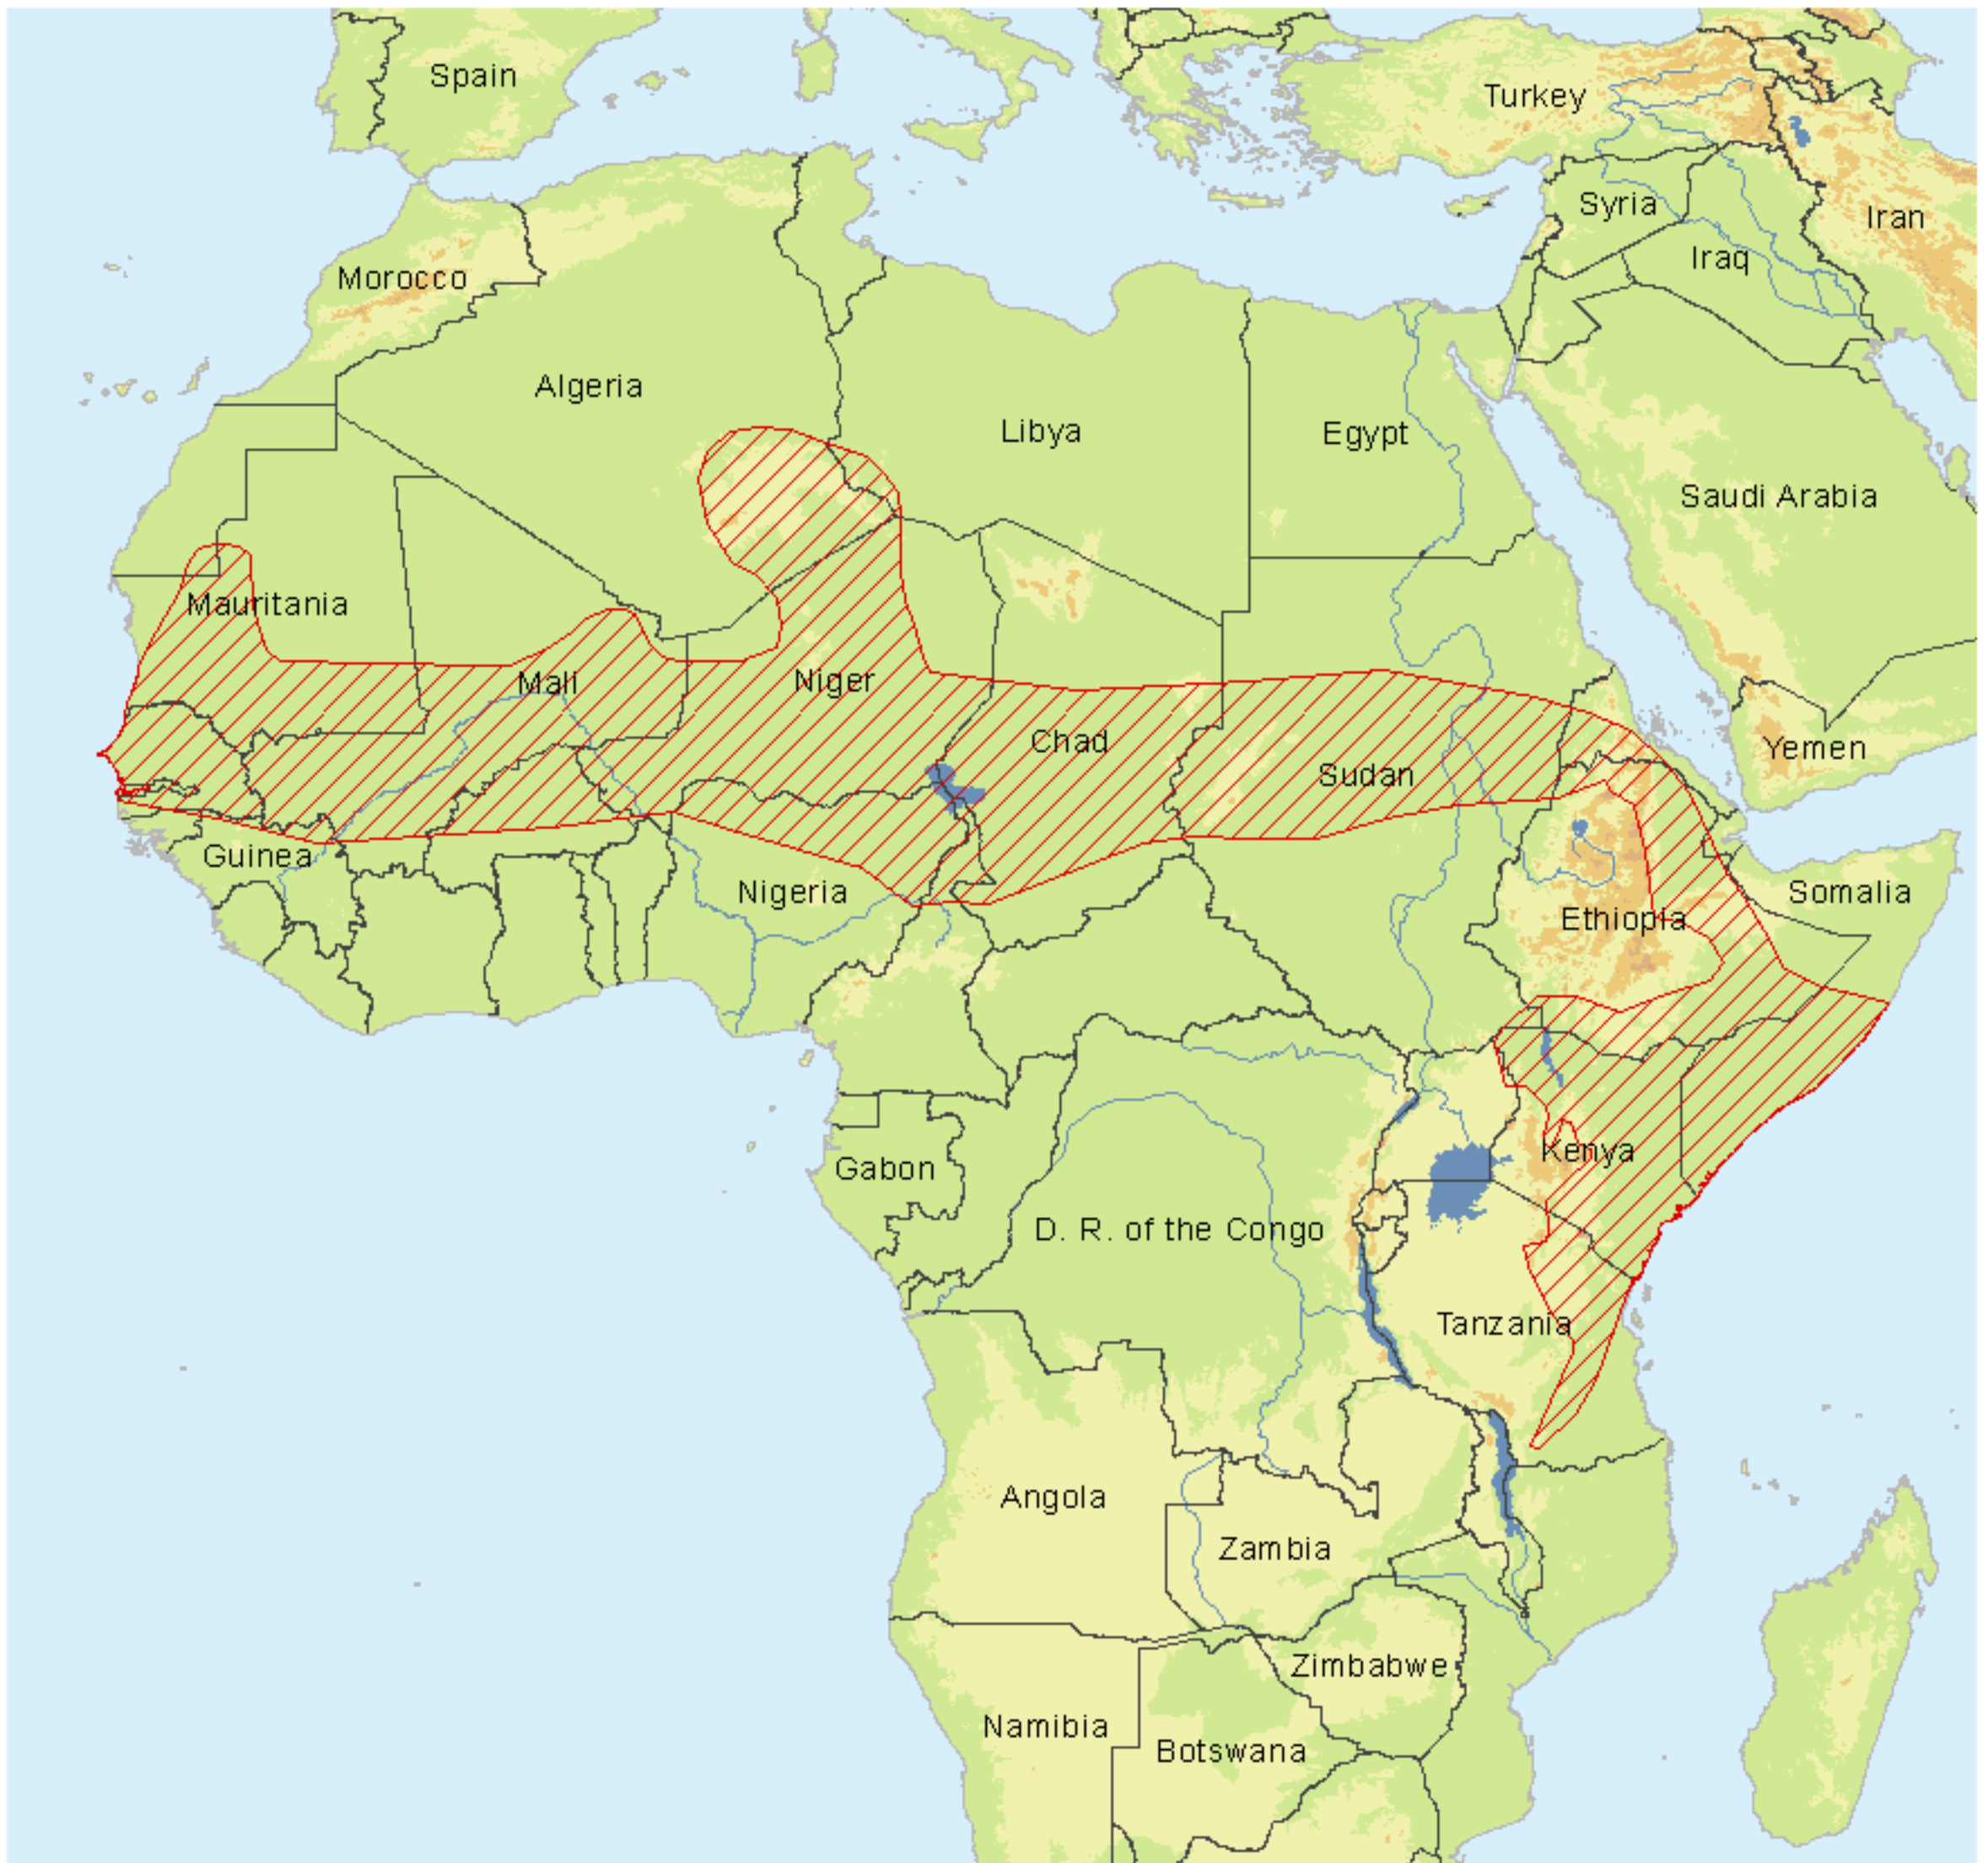 Spain
Turkey
Syria
Iran
Iraq
Morocco
Algeria
Libya
Egypt
Saudi Arabia
Mauritania
Mali
Niger
Chad
Sudan
Yemen
Guinea
Nigeria
Ethiopia
Somalia
Gabon
Kenya
D. R. of the Congo
Tanzania
Angola
Zambia
Zimbabwe
Namibia
Botswana